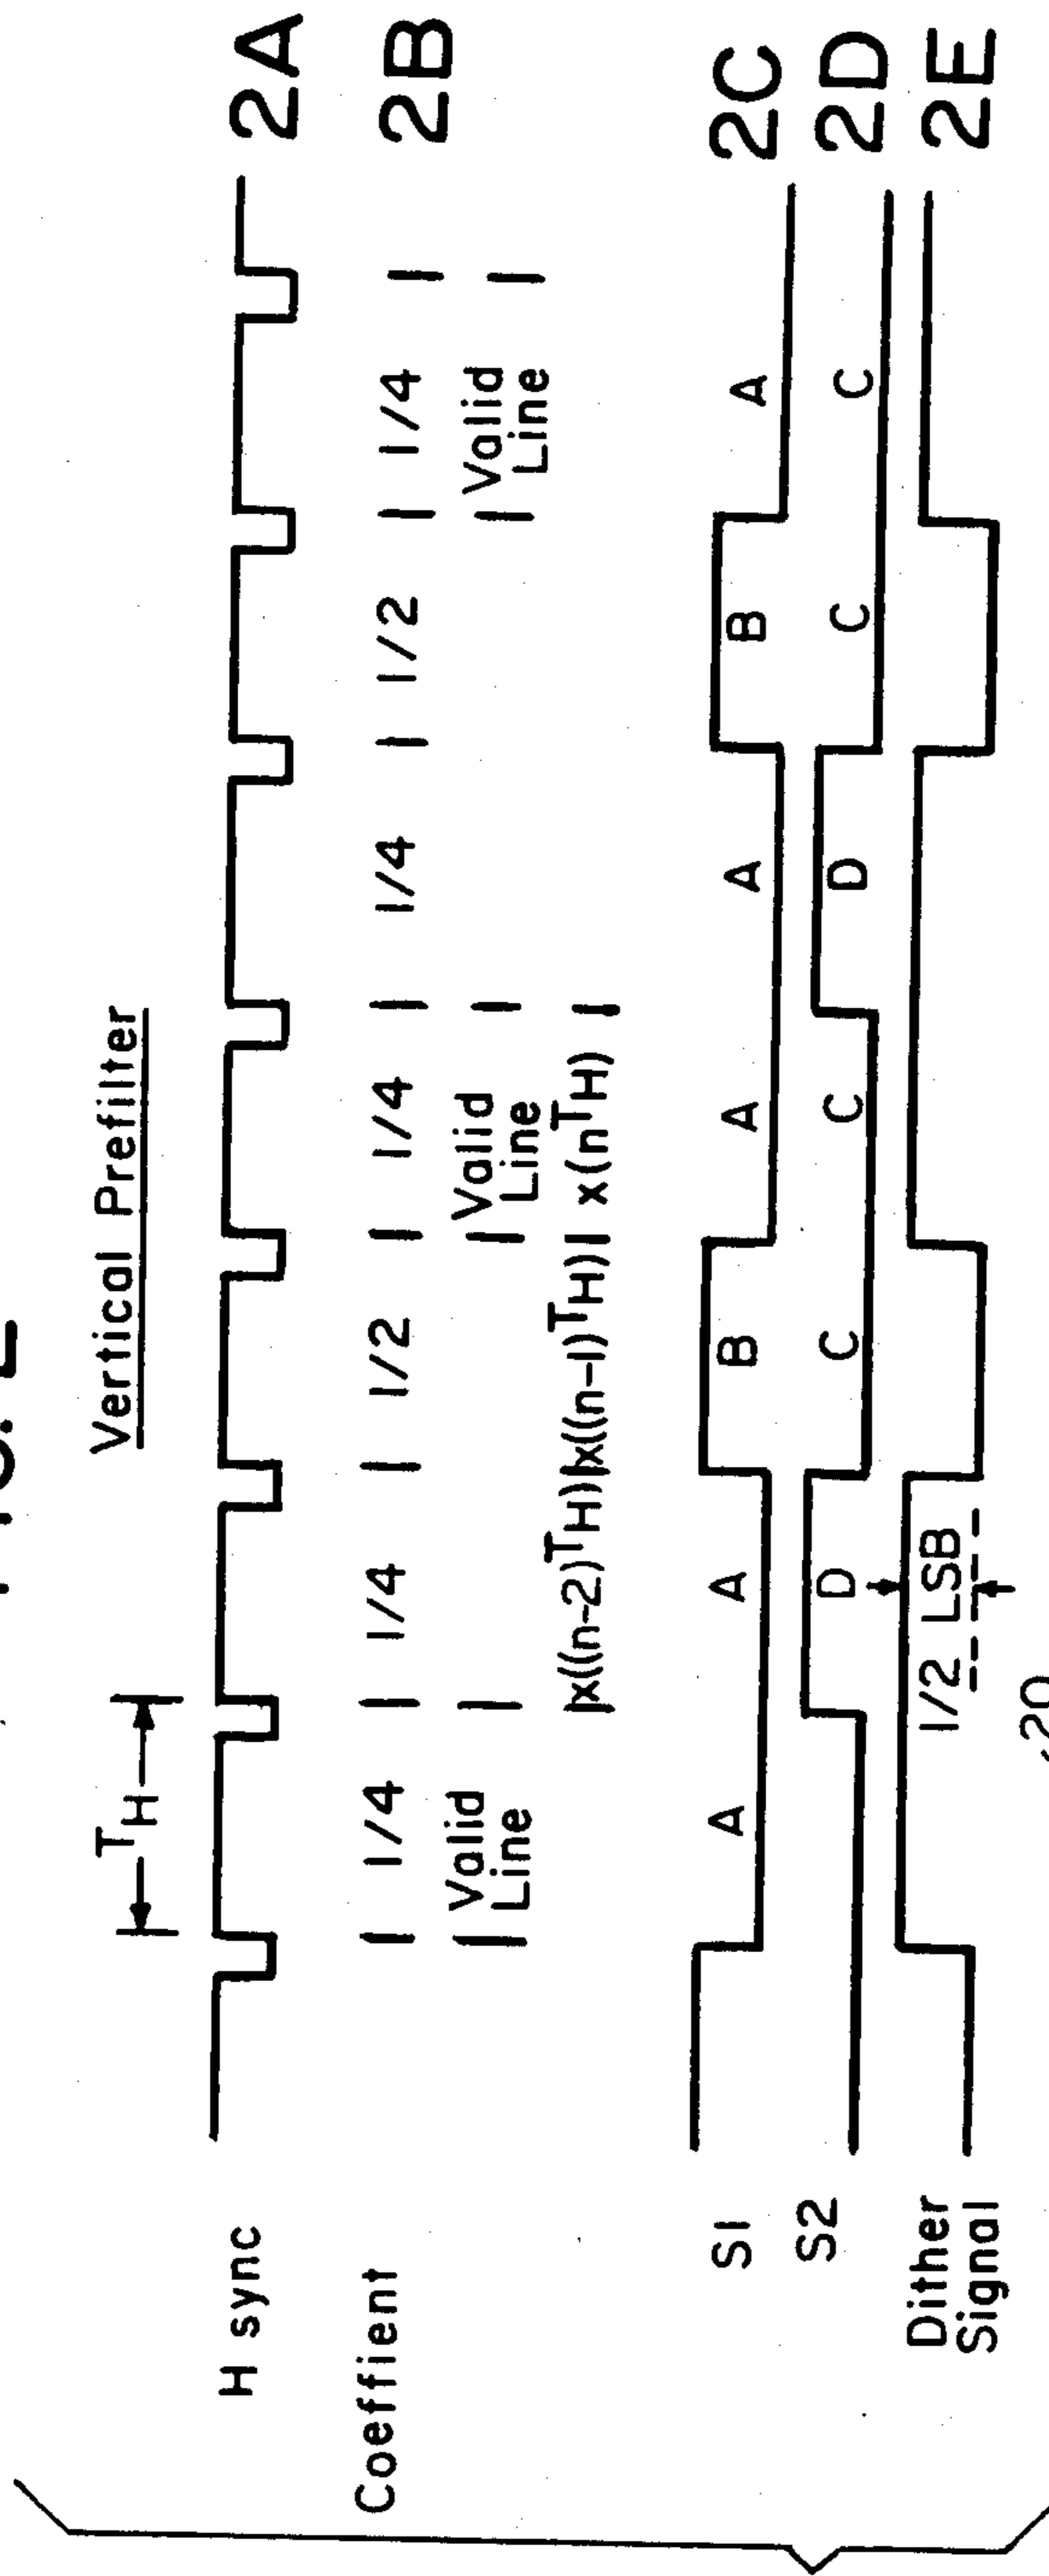 Vertical Prefilter
T_H
H sync
2A
Coeffient
| 1/4 | 1/4 | 1/2 | 1/4 | 1/4 | 1/2 | 1/4 |
2B
| Valid Line |
| Valid Line |
| Valid Line |
|x((n-2)T_H)|x((n-1)T_H)| x(nT_H) |
S1
A A B A A B A
2C
S2
D C C D C C
2D
Dither
Signal
1/2 LSB
2E
20